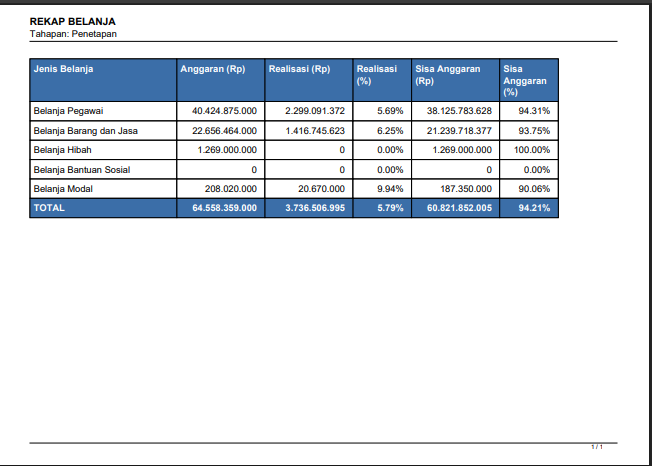 REKAP BELANJA
Tahapan: Penetapan
Jenis Belanja Anggaran (Rp) Realisasi (Rp) Realisasi (%) Sisa Anggaran (Rp) Sisa Anggaran (%)
Belanja Pegawai 40.424.875.000 2.299.091.372 5.69% 38.125.783.628 94.31%
Belanja Barang dan Jasa 22.656.464.000 1.416.745.623 6.25% 21.239.718.377 93.75%
Belanja Hibah 1.269.000.000 0 0.00% 1.269.000.000 100.00%
Belanja Bantuan Sosial 0 0 0.00% 0 0.00%
Belanja Modal 208.020.000 20.670.000 9.94% 187.350.000 90.06%
TOTAL 64.558.359.000 3.736.506.995 5.79% 60.821.852.005 94.21%
1 / 1